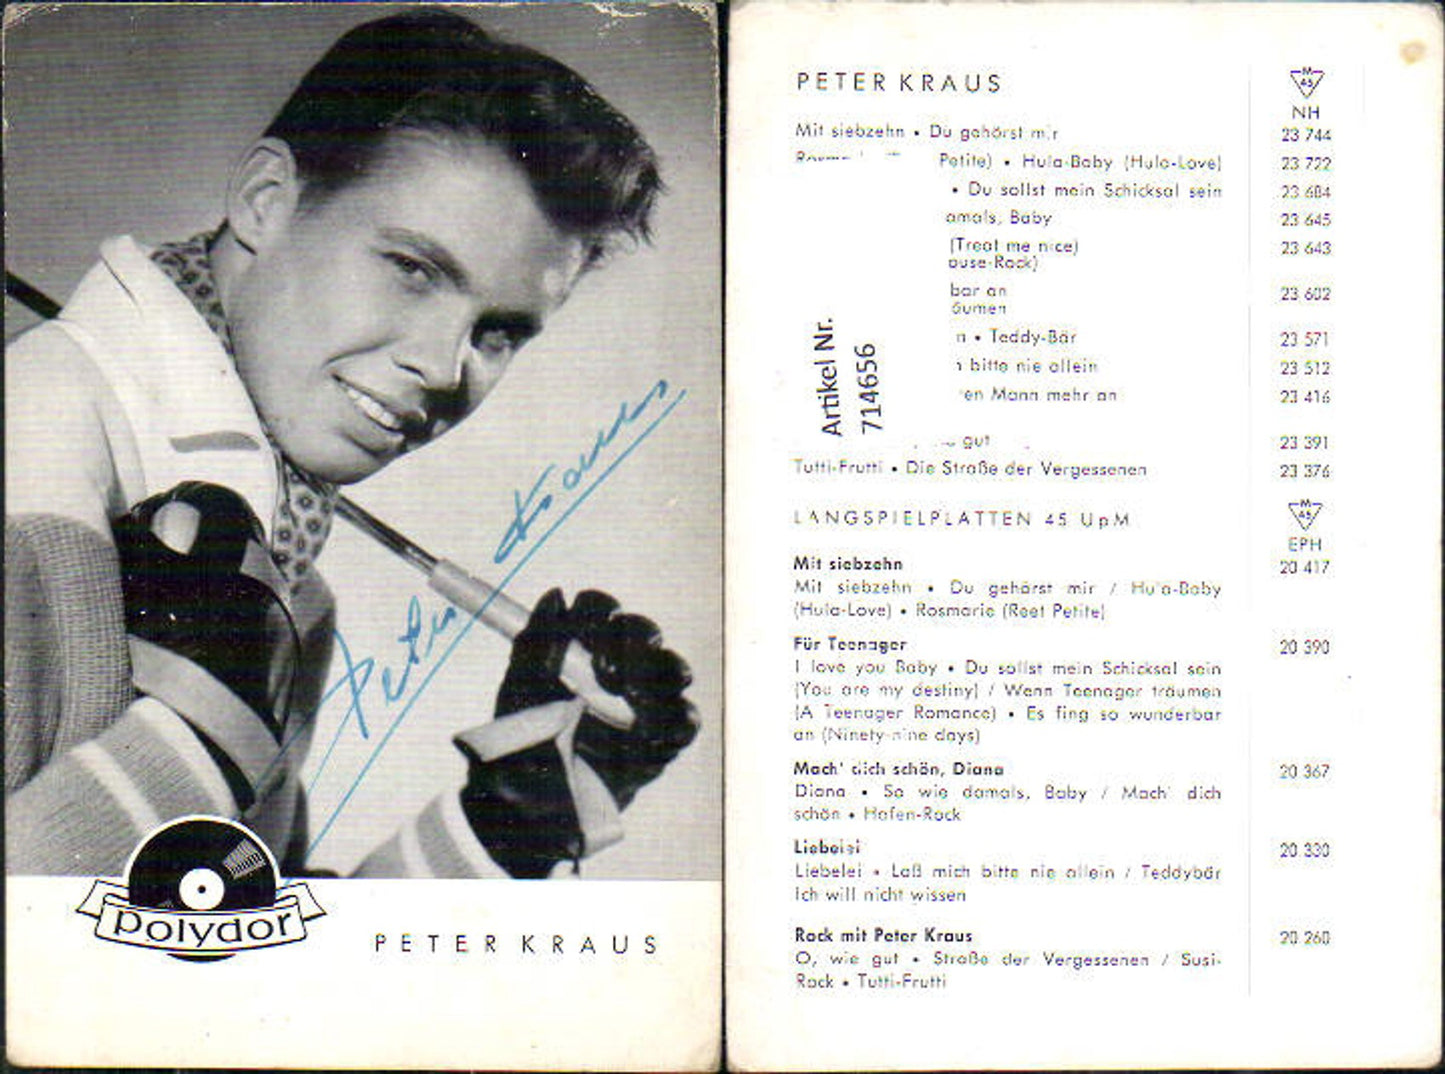 Peter Kraus
polydor
PETER KRAUS
PETER KRAUS
M
45
NH
Mit siebzehn • Du gehörst mir 23 744
Petite) • Hula-Baby (Hula-Love) 23 722
• Du sollst mein Schicksal sein 23 684
amals, Baby 23 645
(Treat me nice) 23 643
ouse-Rock)
bar an 23 602
äumen
n • Teddy-Bär 23 571
bitte nie allein 23 512
en Mann mehr an 23 416
gut 23 391
Tutti-Frutti • Die Straße der Vergessenen 23 376
Artikel Nr.
714656
LANGSPIELPLATTEN 45 UpM
M
45
EPH
Mit siebzehn 20 417
Mit siebzehn • Du gehörst mir / Hula-Baby
(Hula-Love) • Rosmarie (Reet Petite)
Für Teenager 20 390
I love you Baby • Du sollst mein Schicksal sein
(You are my destiny) / Wenn Teenager träumen
(A Teenager Romance) • Es fing so wunderbar
an (Ninety-nine days)
Mach' dich schön, Diana 20 367
Diana • So wie damals, Baby / Mach' dich
schön • Hafen-Rock
Liebelei 20 330
Liebelei • Laß mich bitte nie allein / Teddybär
Ich will nicht wissen
Rock mit Peter Kraus 20 260
O, wie gut • Straße der Vergessenen / Susi-
Rock • Tutti-Frutti